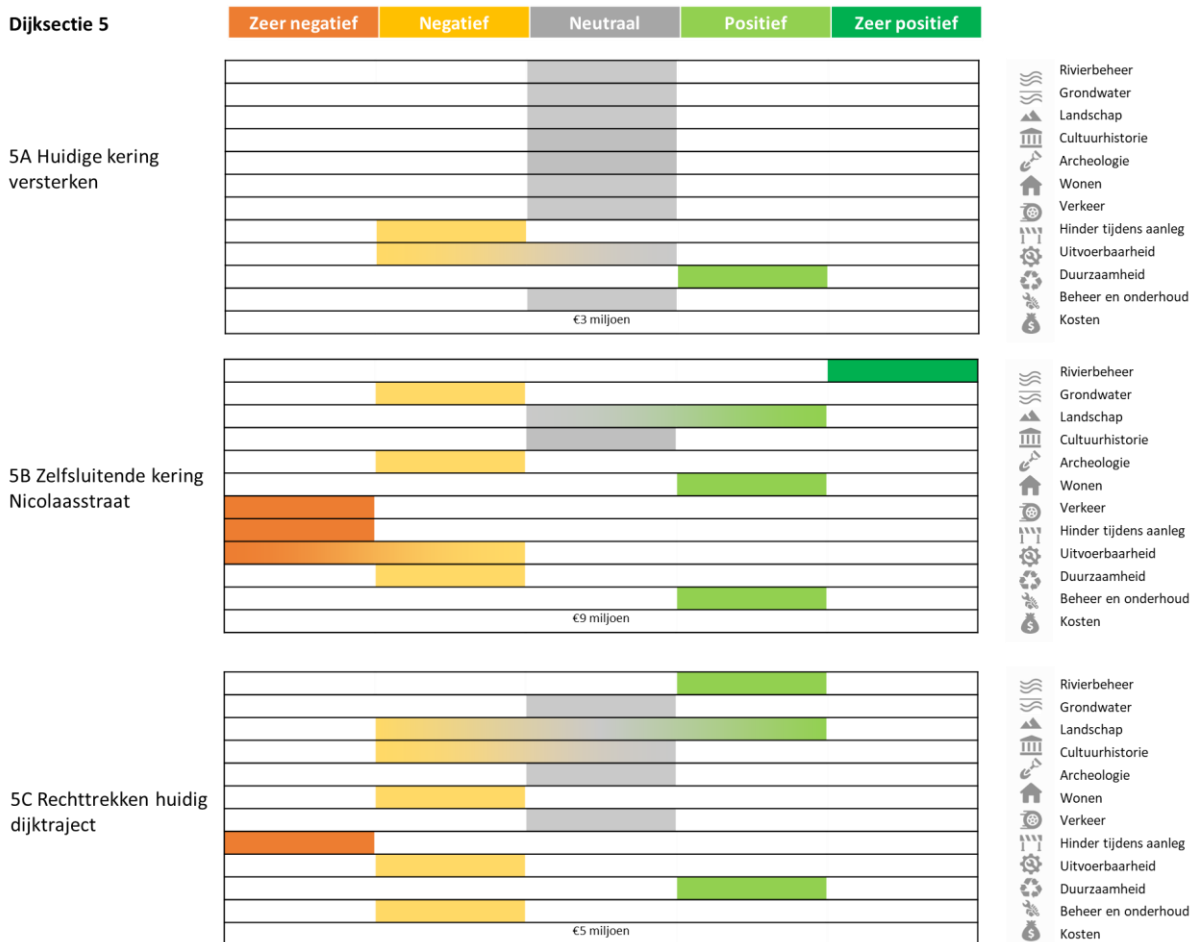 Dijksectie 5
Zeer negatief
Negatief
Neutraal
Positief
Zeer positief
5A Huidige kering
versterken
€3 miljoen
Rivierbeheer
Grondwater
Landschap
Cultuurhistorie
Archeologie
Wonen
Verkeer
Hinder tijdens aanleg
Uitvoerbaarheid
Duurzaamheid
Beheer en onderhoud
Kosten
5B Zelfsluitende kering
Nicolaasstraat
€9 miljoen
Rivierbeheer
Grondwater
Landschap
Cultuurhistorie
Archeologie
Wonen
Verkeer
Hinder tijdens aanleg
Uitvoerbaarheid
Duurzaamheid
Beheer en onderhoud
Kosten
5C Rechttrekken huidig
dijktraject
€5 miljoen
Rivierbeheer
Grondwater
Landschap
Cultuurhistorie
Archeologie
Wonen
Verkeer
Hinder tijdens aanleg
Uitvoerbaarheid
Duurzaamheid
Beheer en onderhoud
Kosten